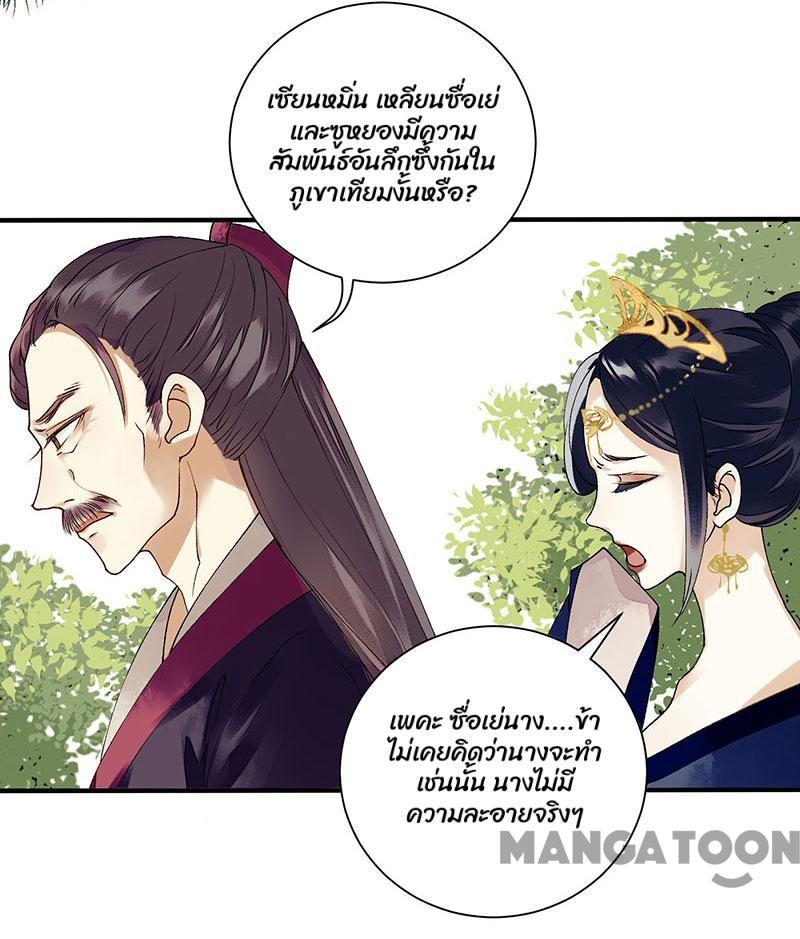 เซียนหมิ่น เหลียนซื่อเย่
และซูหยองมีความ
สัมพันธ์อันลึกซึ้งกันใน
ภูเขาเทียมงั้นหรือ?
เพคะ ซื่อเย่นาง....ข้า
ไม่เคยคิดว่านางจะทำ
เช่นนั้น นางไม่มี
ความละอายจริงๆ
MANGATOON